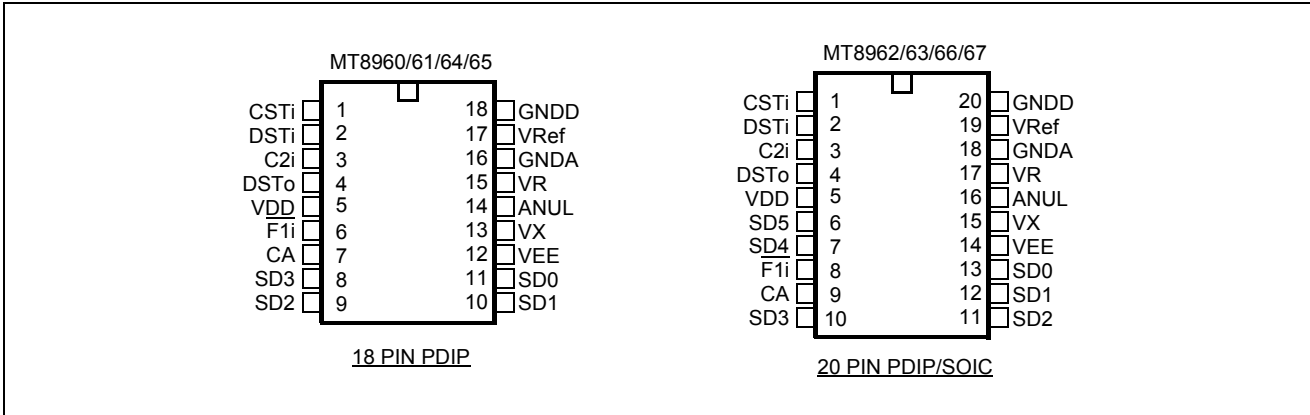 MT8960/61/64/65
CSTi 1 18 GNDD
DSTi 2 17 VRef
C2i 3 16 GNDA
DSTo 4 15 VR
VDD 5 14 ANUL
F1i 6 13 VX
CA 7 12 VEE
SD3 8 11 SD0
SD2 9 10 SD1
18 PIN PDIP
MT8962/63/66/67
CSTi 1 20 GNDD
DSTi 2 19 VRef
C2i 3 18 GNDA
DSTo 4 17 VR
VDD 5 16 ANUL
SD5 6 15 VX
SD4 7 14 VEE
F1i 8 13 SD0
CA 9 12 SD1
SD3 10 11 SD2
20 PIN PDIP/SOIC